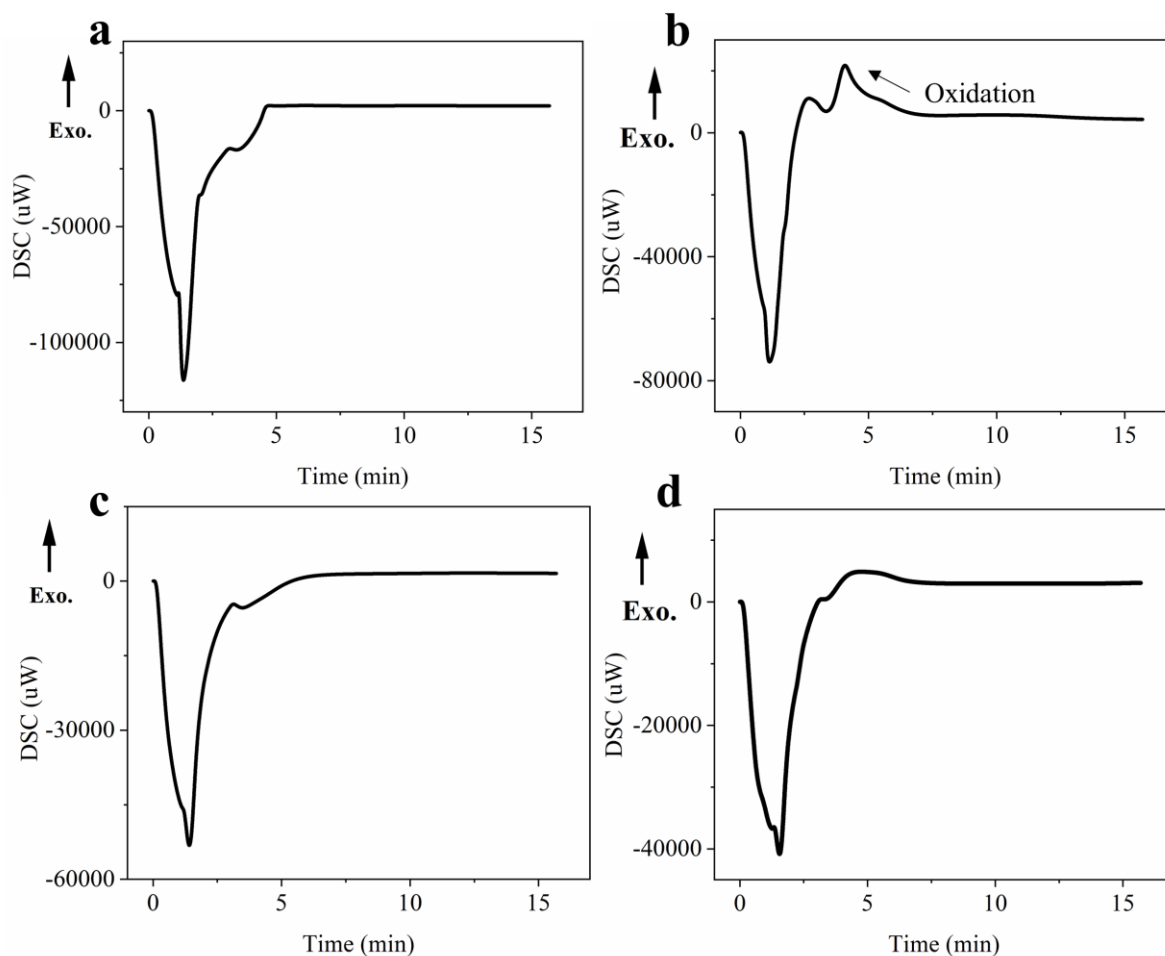 a
Exo.
0
-50000
-100000
DSC (uW)
0 5 10 15
Time (min)
b
Oxidation
Exo.
0
-40000
-80000
DSC (uW)
0 5 10 15
Time (min)
c
Exo.
0
-30000
-60000
DSC (uW)
0 5 10 15
Time (min)
d
Exo.
0
-20000
-40000
DSC (uW)
0 5 10 15
Time (min)